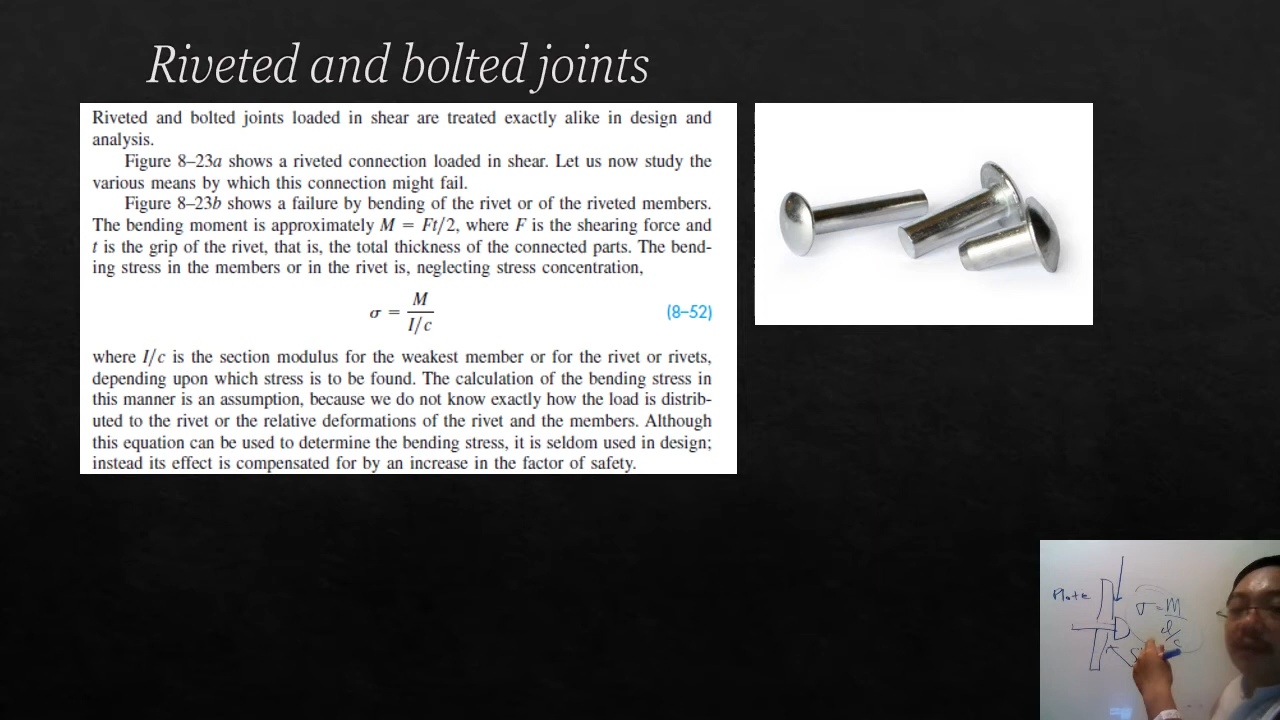 Riveted and bolted joints
Riveted and bolted joints loaded in shear are treated exactly alike in design and
analysis.
Figure 8–23a shows a riveted connection loaded in shear. Let us now study the
various means by which this connection might fail.
Figure 8–23b shows a failure by bending of the rivet or of the riveted members.
The bending moment is approximately M = Ft/2, where F is the shearing force and
t is the grip of the rivet, that is, the total thickness of the connected parts. The bend-
ing stress in the members or in the rivet is, neglecting stress concentration,
σ = M
I/c
(8–52)
where I/c is the section modulus for the weakest member or for the rivet or rivets,
depending upon which stress is to be found. The calculation of the bending stress in
this manner is an assumption, because we do not know exactly how the load is distrib-
uted to the rivet or the relative deformations of the rivet and the members. Although
this equation can be used to determine the bending stress, it is seldom used in design;
instead its effect is compensated for by an increase in the factor of safety.
Plate
σ = M
I/c